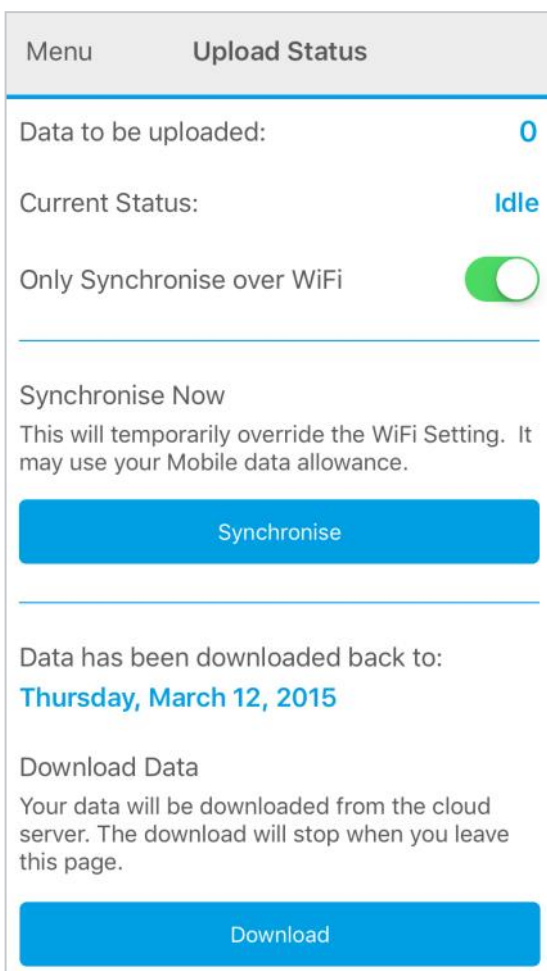 Menu Upload Status
Data to be uploaded: 0
Current Status: Idle
Only Synchronise over WiFi
Synchronise Now
This will temporarily override the WiFi Setting. It
may use your Mobile data allowance.
Synchronise
Data has been downloaded back to:
Thursday, March 12, 2015
Download Data
Your data will be downloaded from the cloud
server. The download will stop when you leave
this page.
Download